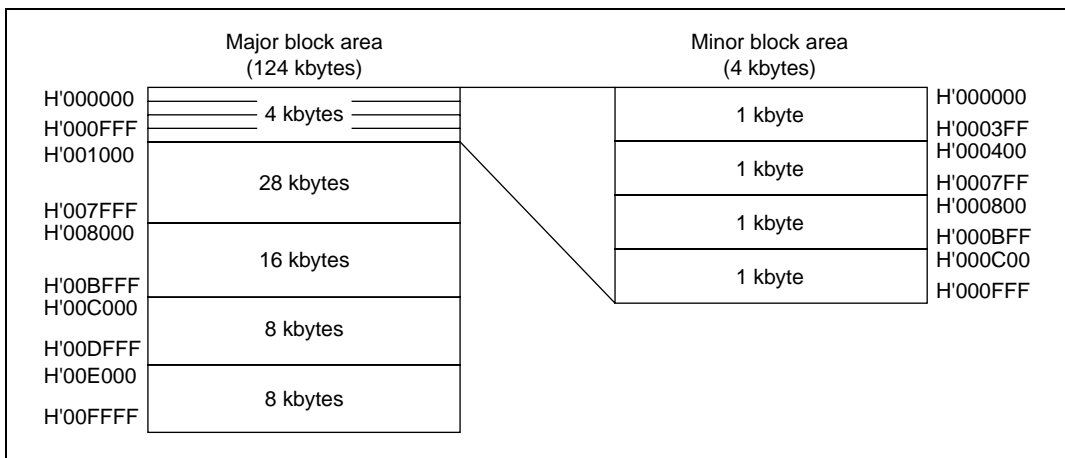 Major block area
(124 kbytes)
H'000000
4 kbytes
H'000FFF
H'001000
28 kbytes
H'007FFF
H'008000
16 kbytes
H'00BFFF
H'00C000
8 kbytes
H'00DFFF
H'00E000
8 kbytes
H'00FFFF
Minor block area
(4 kbytes)
H'000000
1 kbyte
H'0003FF
H'000400
1 kbyte
H'0007FF
H'000800
1 kbyte
H'000BFF
H'000C00
1 kbyte
H'000FFF